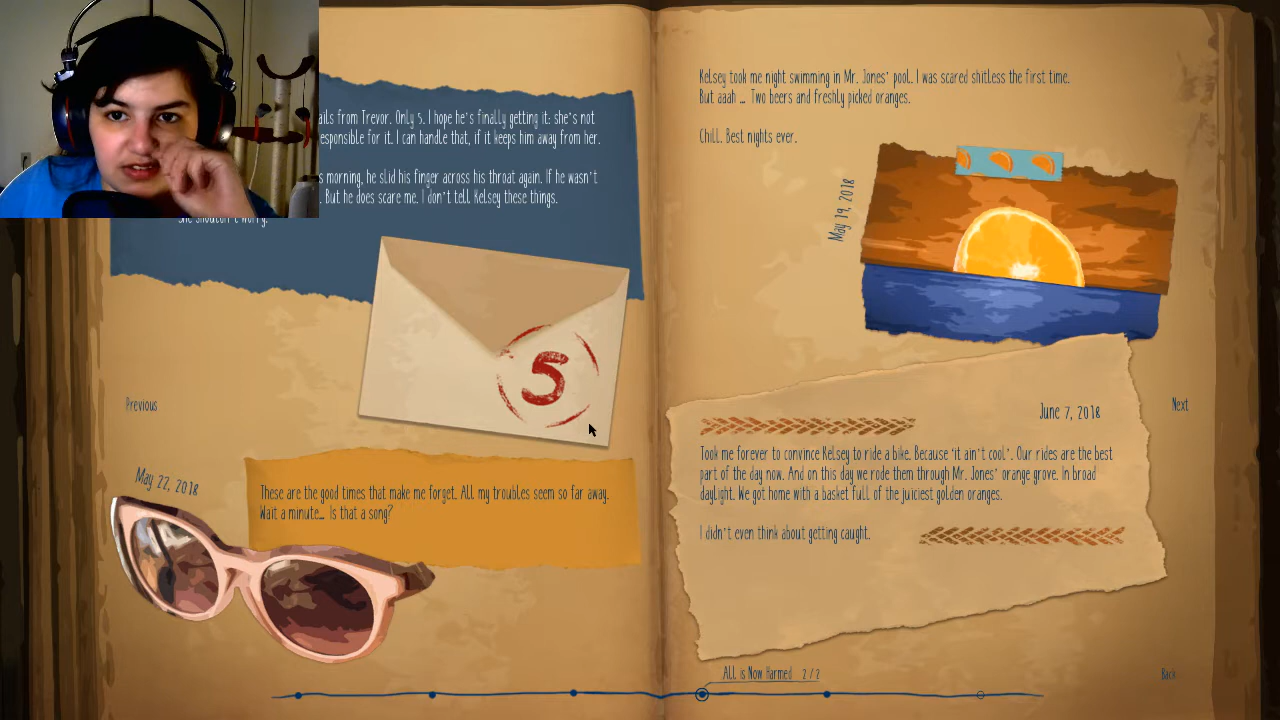 ails from Trevor. Only 5. I hope he's finally getting it: she's not
esponsible for it. I can handle that, if it keeps him away from her.
s morning, he slid his finger across his throat again. If he wasn't
. But he does scare me. I don't tell Kelsey these things.
She shouldn't worry.
5
Previous
May 22, 2018
These are the good times that make me forget. All my troubles seem so far away.
Wait a minute... Is that a song?
Kelsey took me night swimming in Mr. Jones' pool. I was scared shitless the first time.
But aaah ... Two beers and freshly picked oranges.
Chill. Best nights ever.
May 19, 2018
June 7, 2018
Next
Took me forever to convince Kelsey to ride a bike. Because 'it ain't cool'. Our rides are the best
part of the day now. And on this day we rode them through Mr. Jones' orange grove. In broad
daylight. We got home with a basket full of the juiciest golden oranges.
I didn't even think about getting caught.
ALL is Now Harmed 2 / 2
Back